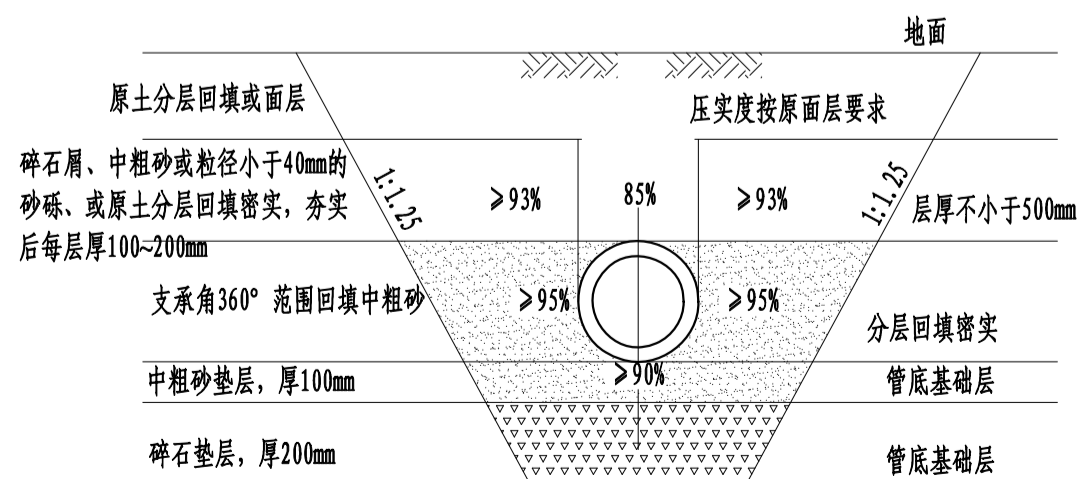 地面
原土分层回填或面层
压实度按原面层要求
碎石屑、中粗砂或粒径小于40mm的
砂砾、或原土分层回填密实，夯实
后每层厚100~200mm
1:1.25
≥93%
85%
≥93%
1:1.25
层厚不小于500mm
支承角360°范围回填中粗砂
≥95%
≥95%
分层回填密实
中粗砂垫层，厚100mm
≥90%
管底基础层
碎石垫层，厚200mm
管底基础层